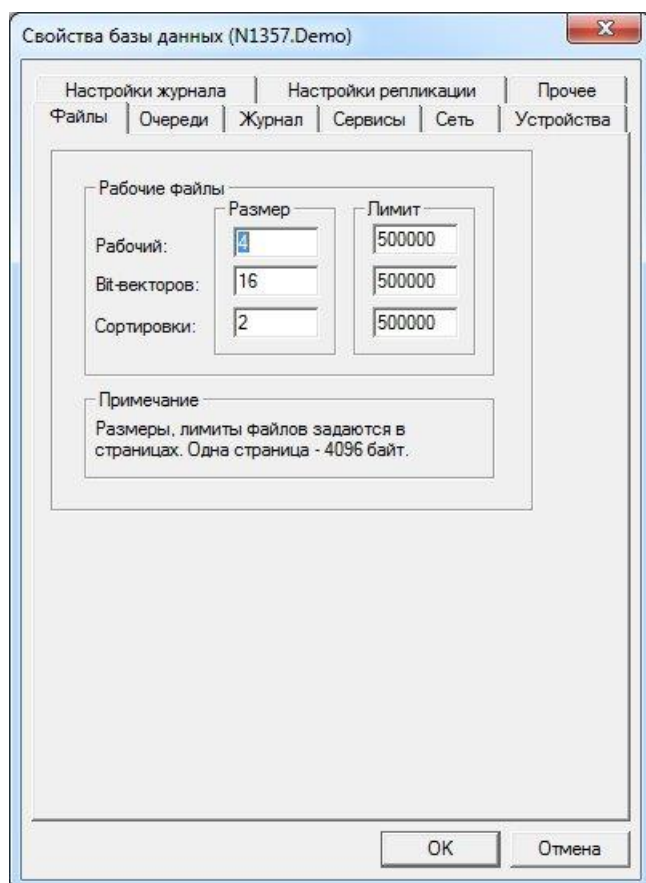 Свойства базы данных (N1357.Demo)
Настройки журнала Настройки репликации Прочее
Файлы Очереди Журнал Сервисы Сеть Устройства
Рабочие файлы
Размер Лимит
Рабочий: 4 500000
Bit-векторов: 16 500000
Сортировки: 2 500000
Примечание
Размеры, лимиты файлов задаются в
страницах. Одна страница - 4096 байт.
OK Отмена